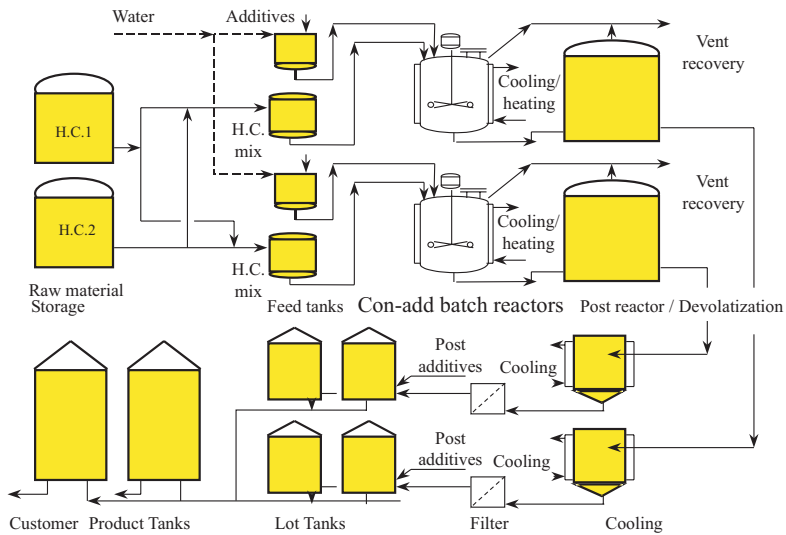 Water
Additives
H.C.1
H.C.
mix
Cooling/
heating
Vent
recovery
H.C.2
H.C.
mix
Cooling/
heating
Vent
recovery
Raw material
Storage
Feed tanks
Con-add batch reactors
Post reactor / Devolatization
Post
additives
Cooling
Post
additives
Cooling
Customer
Product Tanks
Lot Tanks
Filter
Cooling